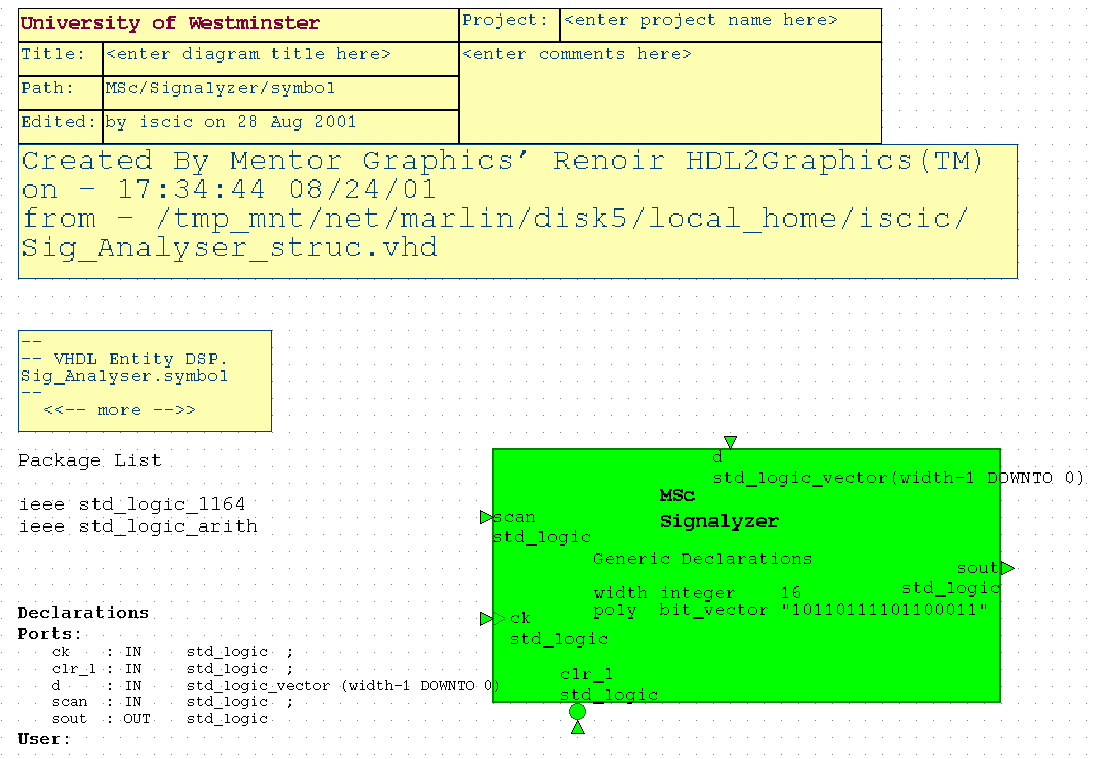 University of Westminster
Project: <enter project name here>
Title: <enter diagram title here>
<enter comments here>
Path: MSc/Signalyzer/symbol
Edited: by iscic on 28 Aug 2001
Created By Mentor Graphics' Renoir HDL2Graphics(TM)
on - 17:34:44 08/24/01
from - /tmp_mnt/net/marlin/disk5/local_home/iscic/
Sig_Analyser_struc.vhd
--
-- VHDL Entity DSP.
Sig_Analyser.symbol
--
<<-- more -->>
Package List
ieee std_logic_1164
ieee std_logic_arith
Declarations
Ports:
ck : IN std_logic ;
clr_l : IN std_logic ;
d : IN std_logic_vector (width-1 DOWNTO 0)
scan : IN std_logic ;
sout : OUT std_logic
User:
d
std_logic_vector(width-1 DOWNTO 0)
MSc
Signalyzer
scan
std_logic
Generic Declarations
sout
std_logic
width integer 16
poly bit_vector "10110111101100011"
ck
std_logic
clr_l
std_logic